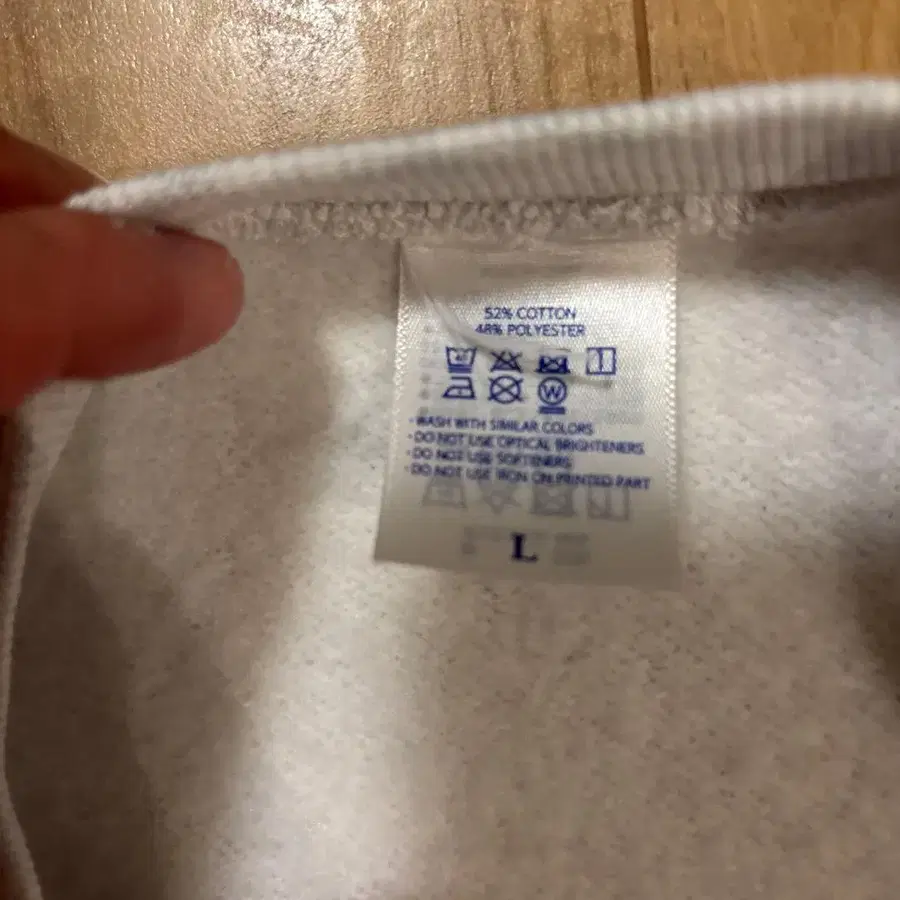 52% COTTON
48% POLYESTER
W
· WASH WITH SIMILAR COLORS
· DO NOT USE OPTICAL BRIGHTENERS
· DO NOT USE SOFTENERS
· DO NOT USE IRON ON PRINTED PART
L